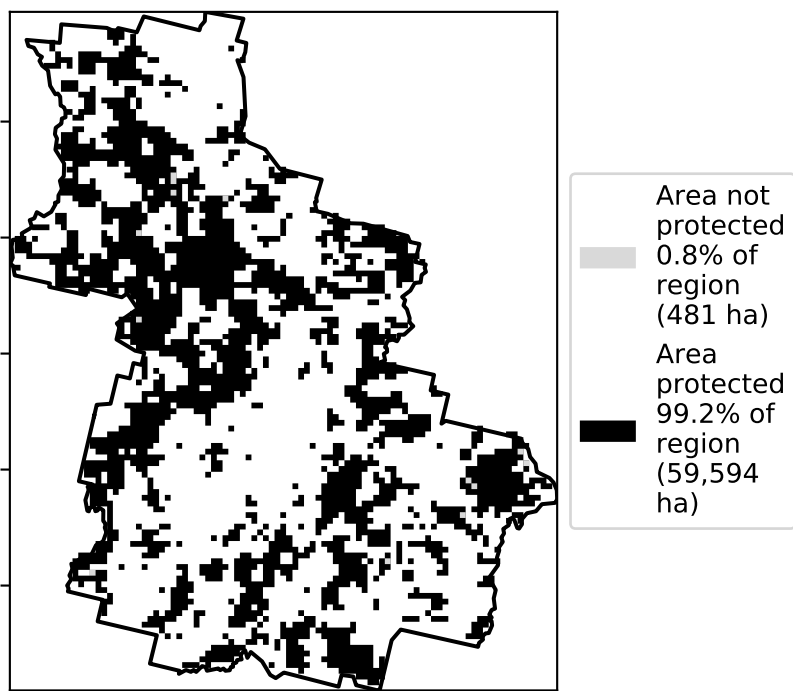 Area not
protected
0.8% of
region
(481 ha)
Area
protected
99.2% of
region
(59,594
ha)